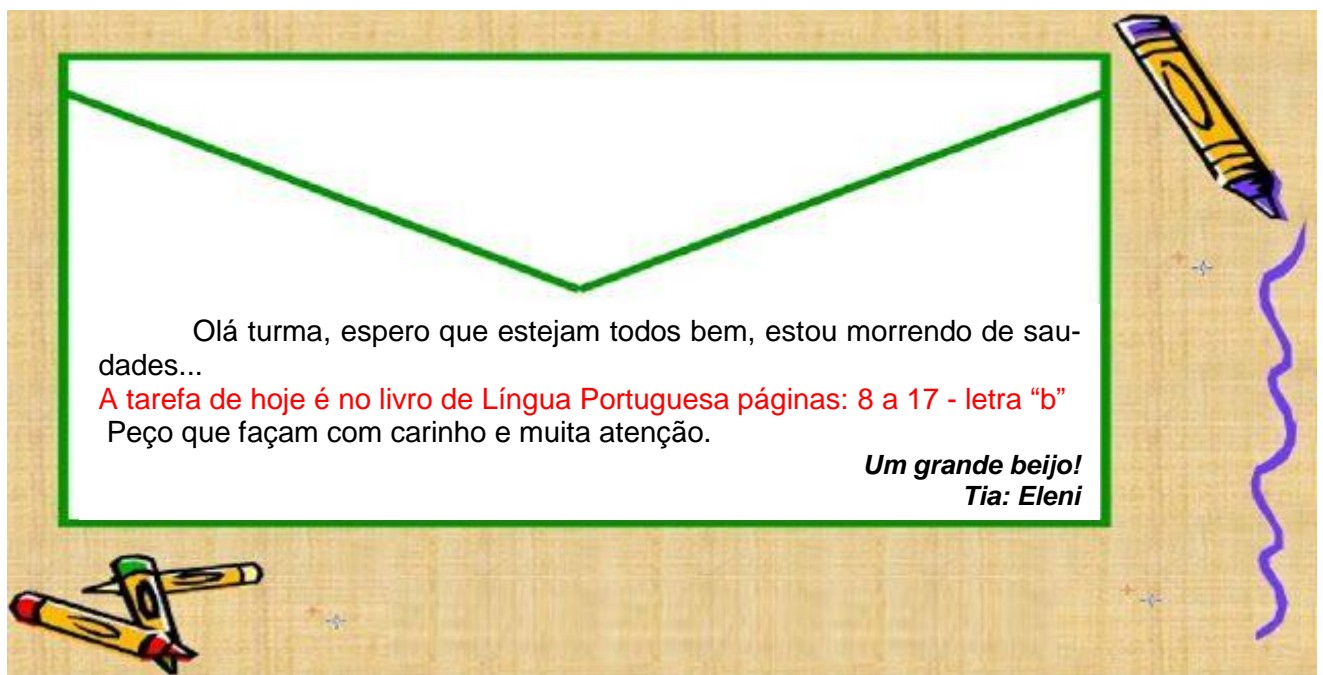 Olá turma, espero que estejam todos bem, estou morrendo de sau-
dades...
A tarefa de hoje é no livro de Língua Portuguesa páginas: 8 a 17 - letra “b”
Peço que façam com carinho e muita atenção.
Um grande beijo!
Tia: Eleni